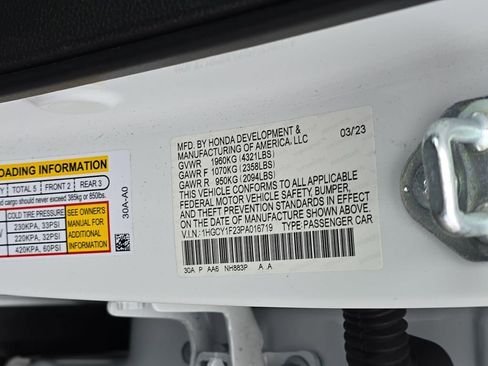 LOADING INFORMATION
TOTAL 5 FRONT 2 REAR 3
and cargo should never exceed 385kg or 850lbs.
COLD TIRE PRESSURE
230KPA, 33PSI
220KPA, 32PSI
420KPA, 60PSI
SEE OWNER'S
MANUAL FOR
ADDITIONAL
INFORMATION
30A-A0
MFD. BY HONDA DEVELOPMENT &
MANUFACTURING OF AMERICA, LLC 03/23
GVWR 1960KG (4321LBS)
GAWR F 1070KG (2358LBS)
GAWR R 950KG (2094LBS)
THIS VEHICLE CONFORMS TO ALL APPLICABLE
FEDERAL MOTOR VEHICLE SAFETY, BUMPER,
AND THEFT PREVENTION STANDARDS IN EFFECT
ON THE DATE OF MANUFACTURE SHOWN ABOVE.
V.I.N.: 1HGCY1F23PA016719 TYPE PASSENGER CAR
30A P AA6 NH883P A A